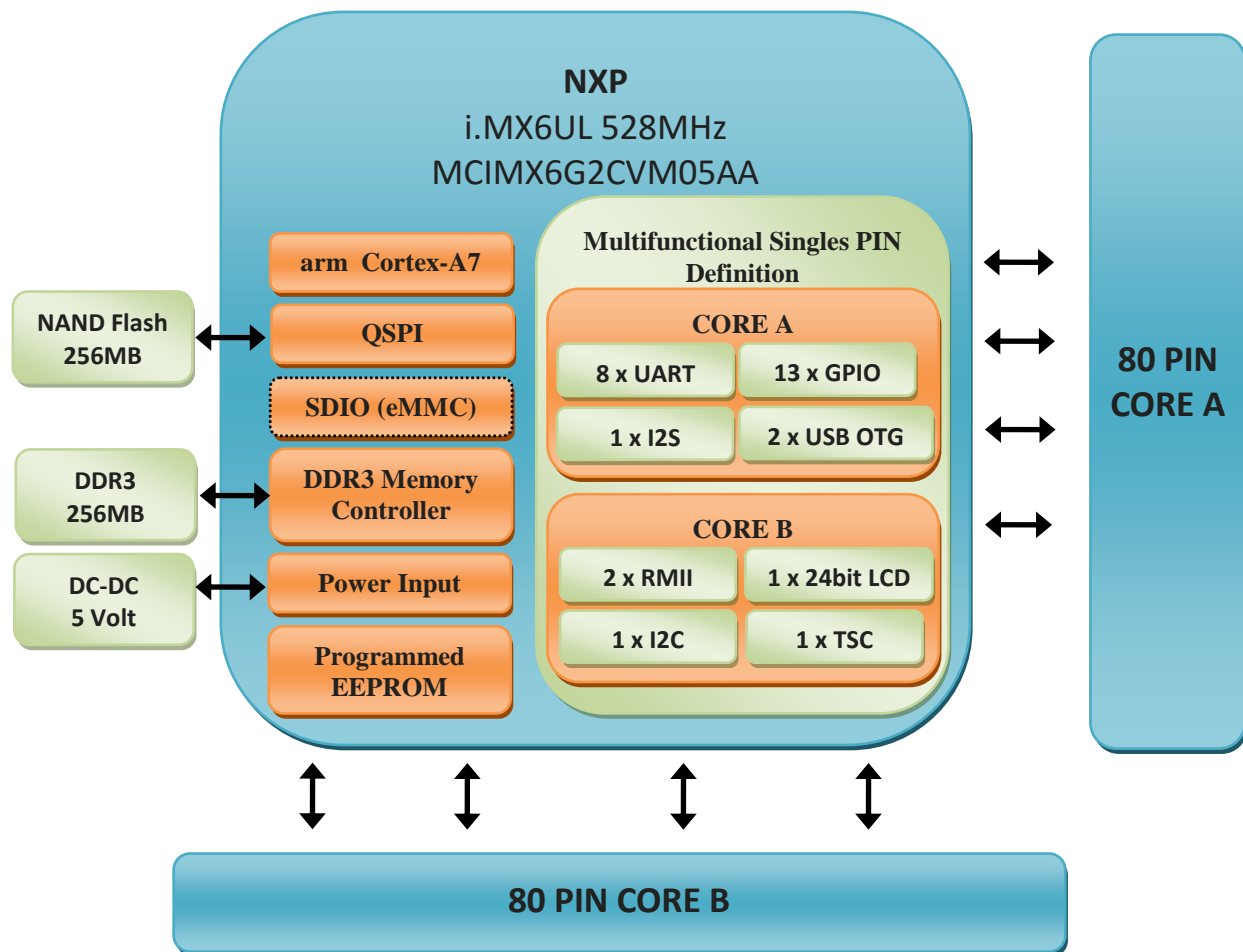 NXP
i.MX6UL 528MHz
MCIMX6G2CVM05AA
arm Cortex-A7
QSPI
SDIO (eMMC)
DDR3 Memory
Controller
Power Input
Programmed
EEPROM
NAND Flash
256MB
DDR3
256MB
DC-DC
5 Volt
Multifunctional Singles PIN
Definition
CORE A
8 x UART
13 x GPIO
1 x I2S
2 x USB OTG
CORE B
2 x RMII
1 x 24bit LCD
1 x I2C
1 x TSC
80 PIN
CORE A
80 PIN CORE B